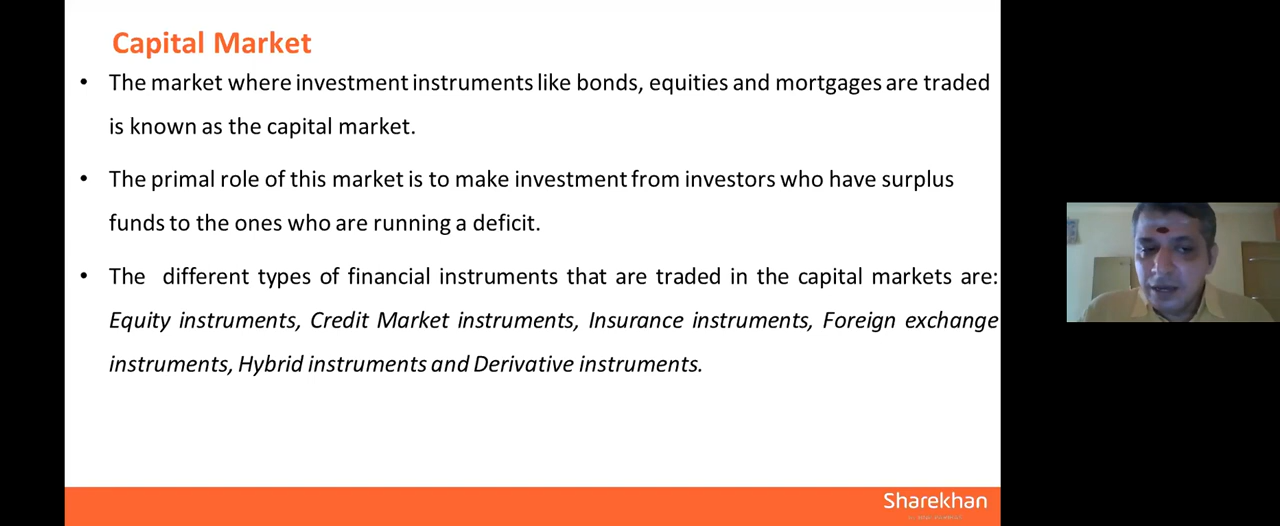 Capital Market
• The market where investment instruments like bonds, equities and mortgages are traded
is known as the capital market.
• The primal role of this market is to make investment from investors who have surplus
funds to the ones who are running a deficit.
• The different types of financial instruments that are traded in the capital markets are:
Equity instruments, Credit Market instruments, Insurance instruments, Foreign exchange
instruments, Hybrid instruments and Derivative instruments.
Sharekhan